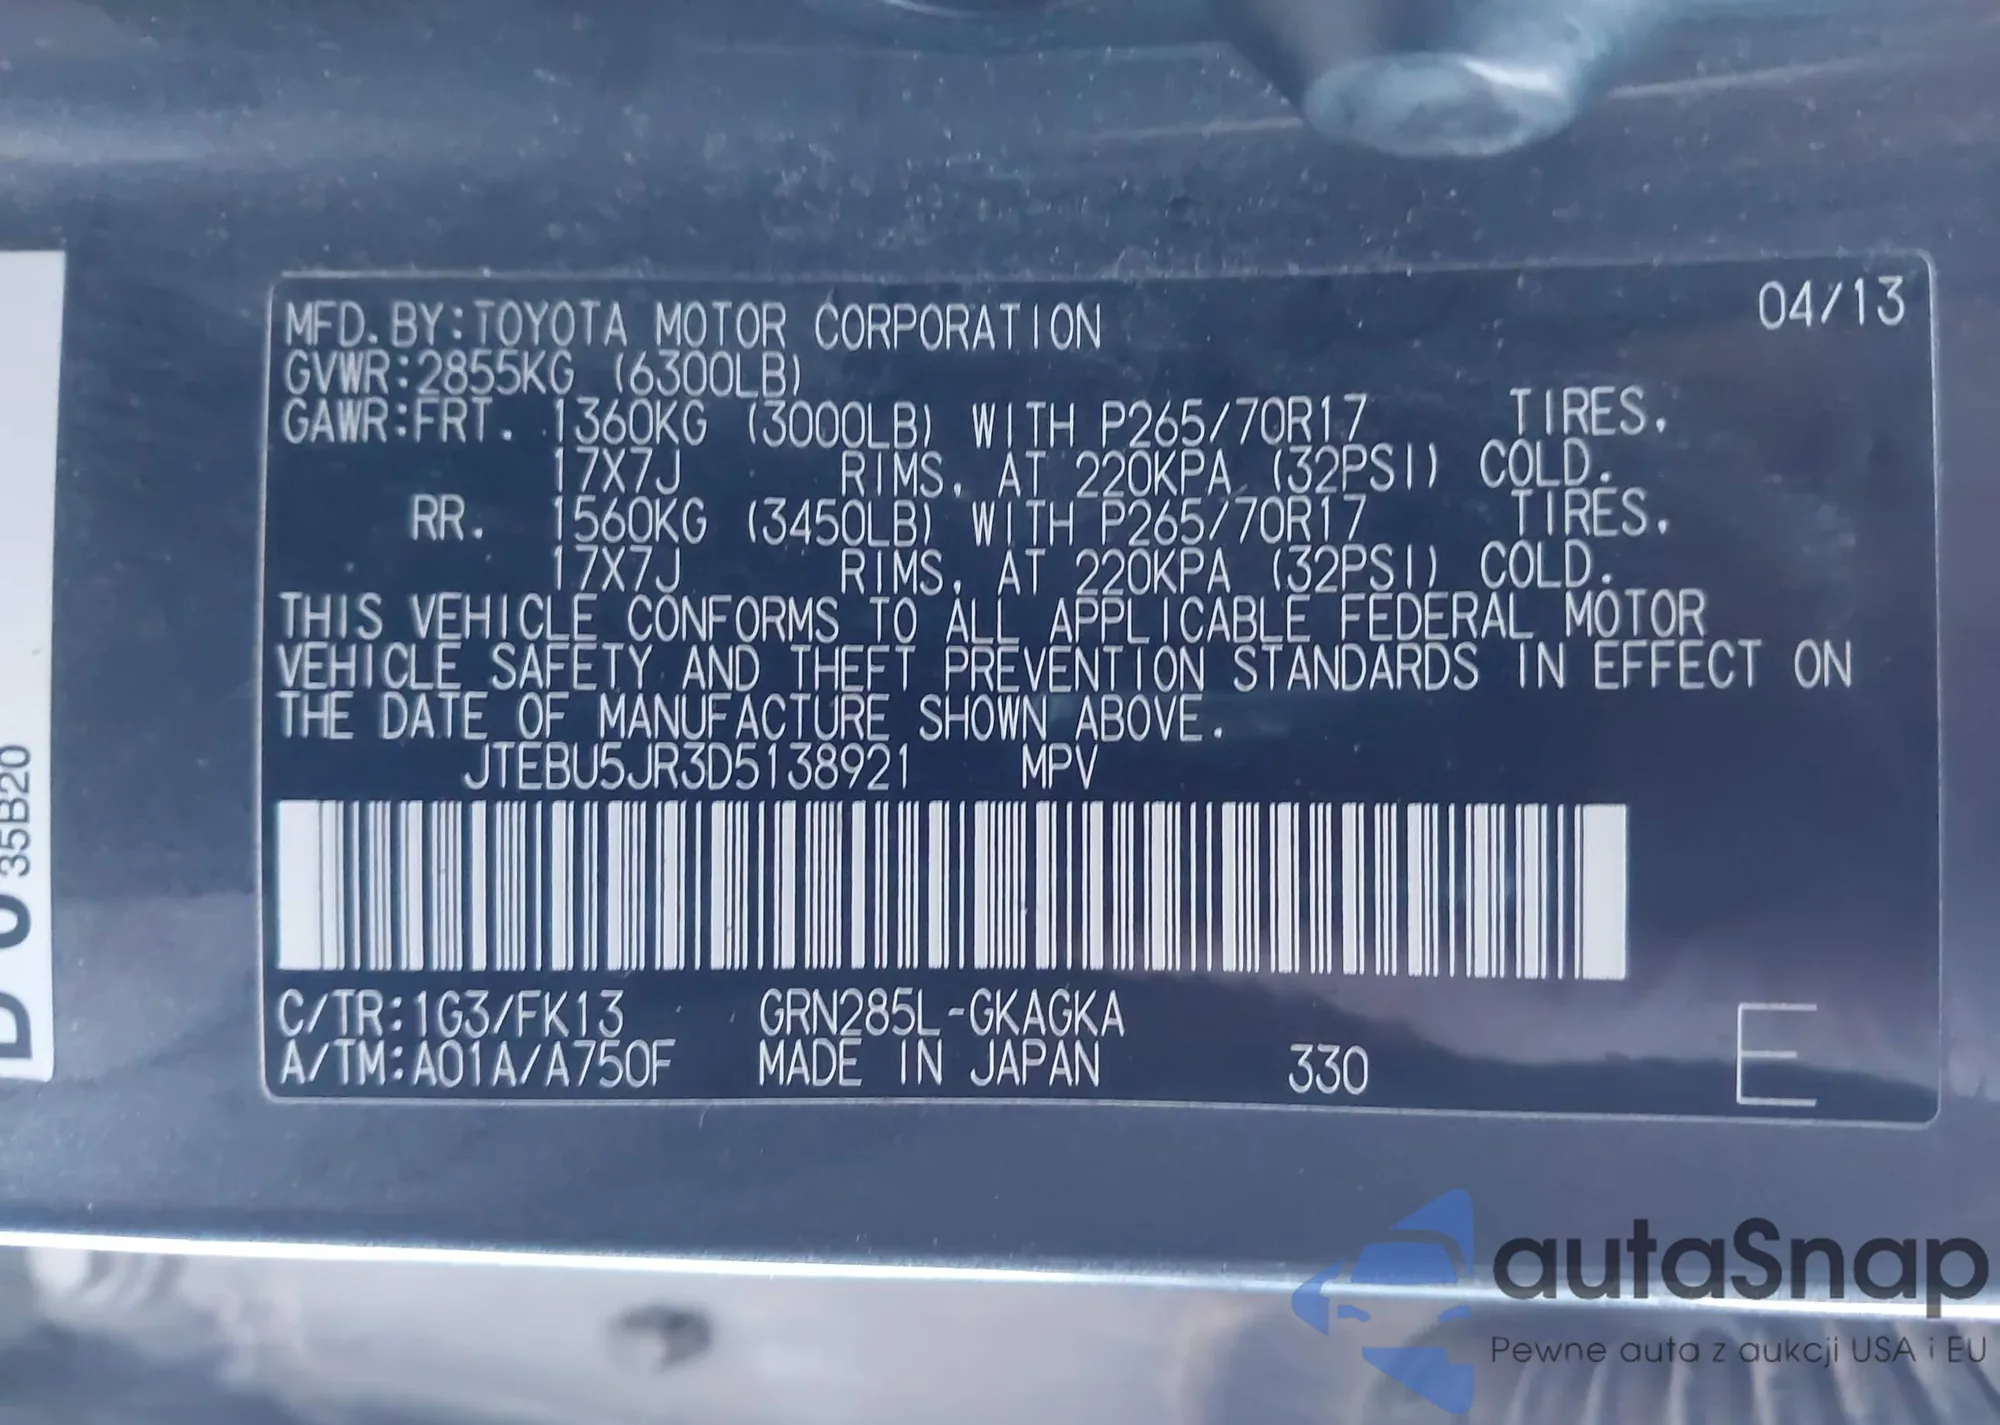 04/13
MFD.BY:TOYOTA MOTOR CORPORATION
GVWR:2855KG (6300LB)
GAWR:FRT. 1360KG (3000LB) WITH P265/70R17 TIRES.
17X7J RIMS. AT 220KPA (32PSI) COLD.
RR. 1560KG (3450LB) WITH P265/70R17 TIRES.
17X7J RIMS. AT 220KPA (32PSI) COLD.
THIS VEHICLE CONFORMS TO ALL APPLICABLE FEDERAL MOTOR
VEHICLE SAFETY AND THEFT PREVENTION STANDARDS IN EFFECT ON
THE DATE OF MANUFACTURE SHOWN ABOVE.
JTEBU5JR3D5138921 MPV
C/TR:1G3/FK13 GRN285L-GKAGKA
A/TM:A01A/A750F MADE IN JAPAN 330 E
35B20
autaSnap
Pewne auta z aukcji USA i EU